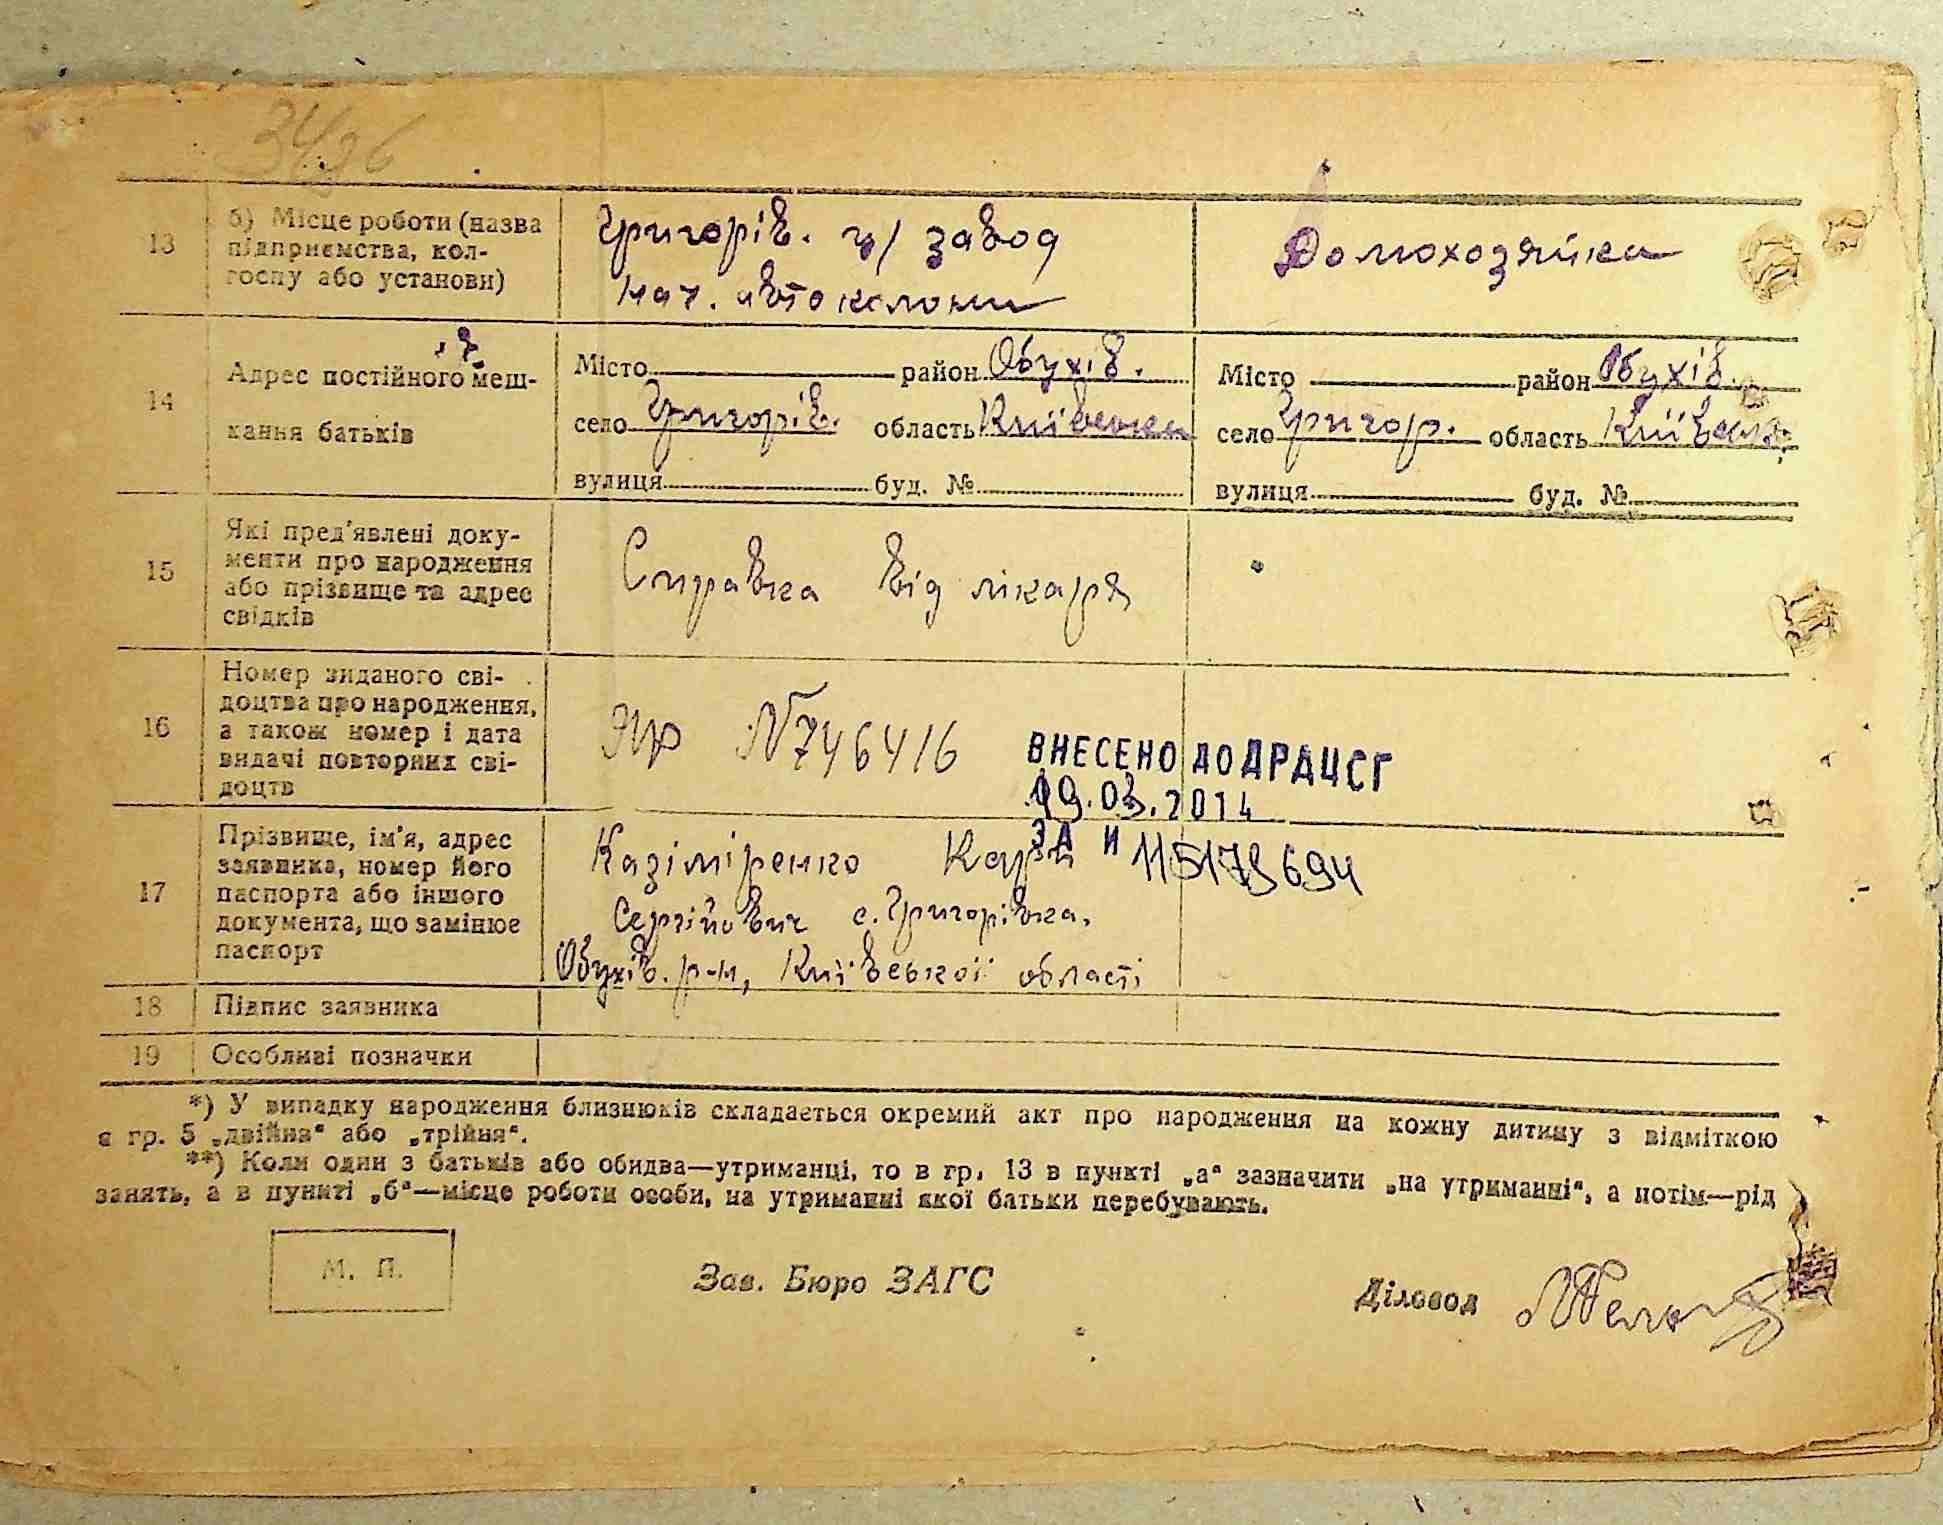 3496
13 б) Місце роботи (назва підприємства, колгоспу або установи)
Григорів. ц/завод
нач. автоколони
Домохозяйка
14 Адрес постійного мешкання батьків
Місто район Обухів.
село Григорів. область Київська
вулиця буд. №
Місто район Обухів.
село Григор. область Київськ.
вулиця буд. №
15 Які пред'явлені документи про народження або прізвище та адрес свідків
Справка від лікаря
16 Номер виданого свідоцтва про народження, а також номер і дата видачі повторних свідоцтв
№746416
ВНЕСЕНО ДО ДРАЦСГ
19.03.2014
ЗА № 115179694
17 Прізвище, ім'я, адрес заявника, номер його паспорта або іншого документа, що замінює паспорт
Казіміренко Карп
Сергійович с. Григорівка,
Обухів. р-н, Київської області
18 Підпис заявника
19 Особливі позначки
*) У випадку народження близнюків складається окремий акт про народження на кожну дитину з відміткою
в гр. 5 „двійня“ або „трійня“.
**) Коли один з батьків або обидва—утриманці, то в гр. 13 в пункті „а“ зазначити „на утриманні“, а потім—рід
занять, а в пункті „б“—місце роботи особи, на утриманні якої батьки перебувають.
М. П.
Зав. Бюро ЗАГС
Діловод